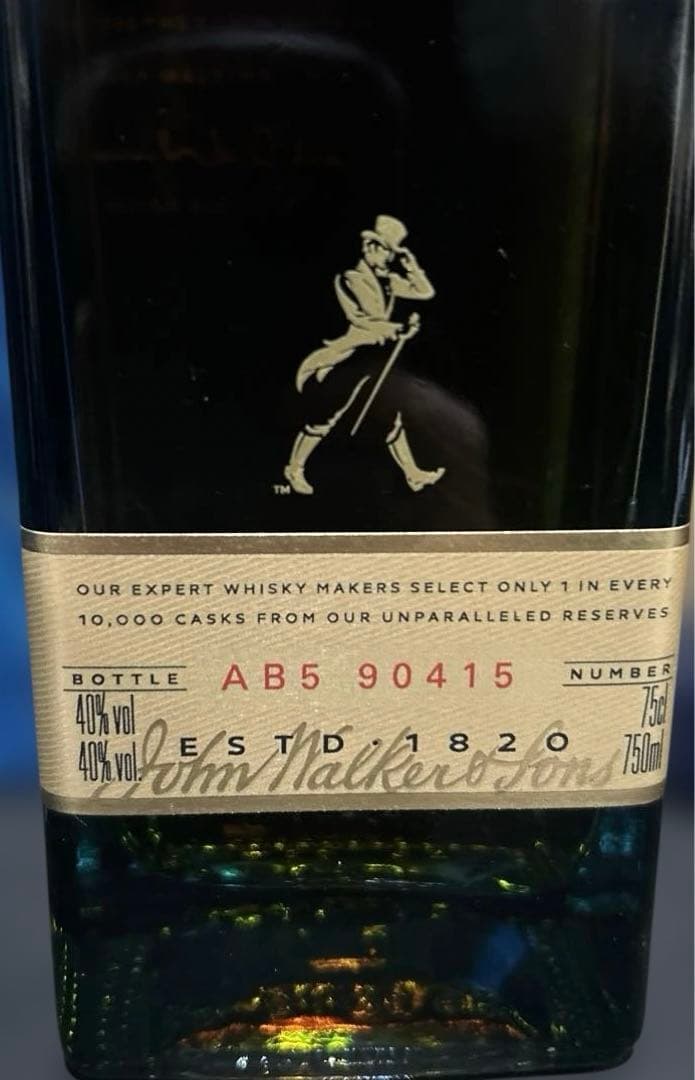 TM
OUR EXPERT WHISKY MAKERS SELECT ONLY 1 IN EVERY
10,000 CASKS FROM OUR UNPARALLELED RESERVES
BOTTLE AB5 90415 NUMBER
40% vol 75cl
ESTD · 1820
40% vol. John Walker & Sons 750ml